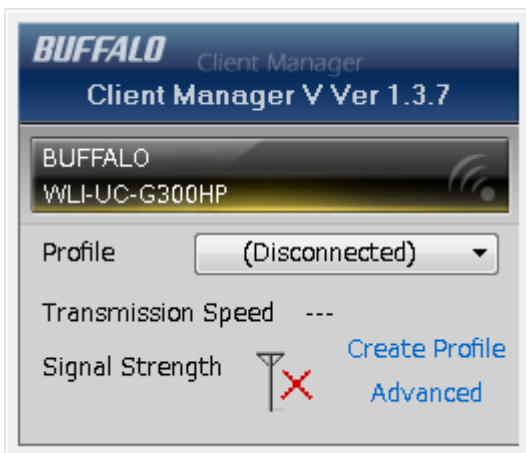 BUFFALO Client Manager
Client Manager V Ver 1.3.7
BUFFALO
WLI-UC-G300HP
Profile (Disconnected)
Transmission Speed ---
Signal Strength
Create Profile
Advanced